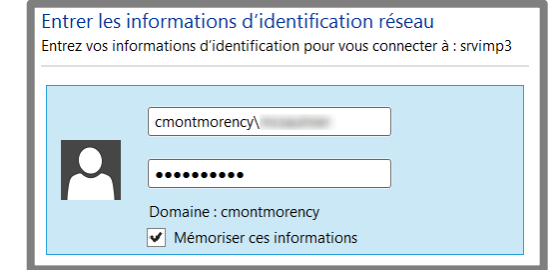 Entrer les informations d’identification réseau
Entrez vos informations d’identification pour vous connecter à : srvimp3
cmontmorency\
••••••••••
Domaine : cmontmorency
Mémoriser ces informations